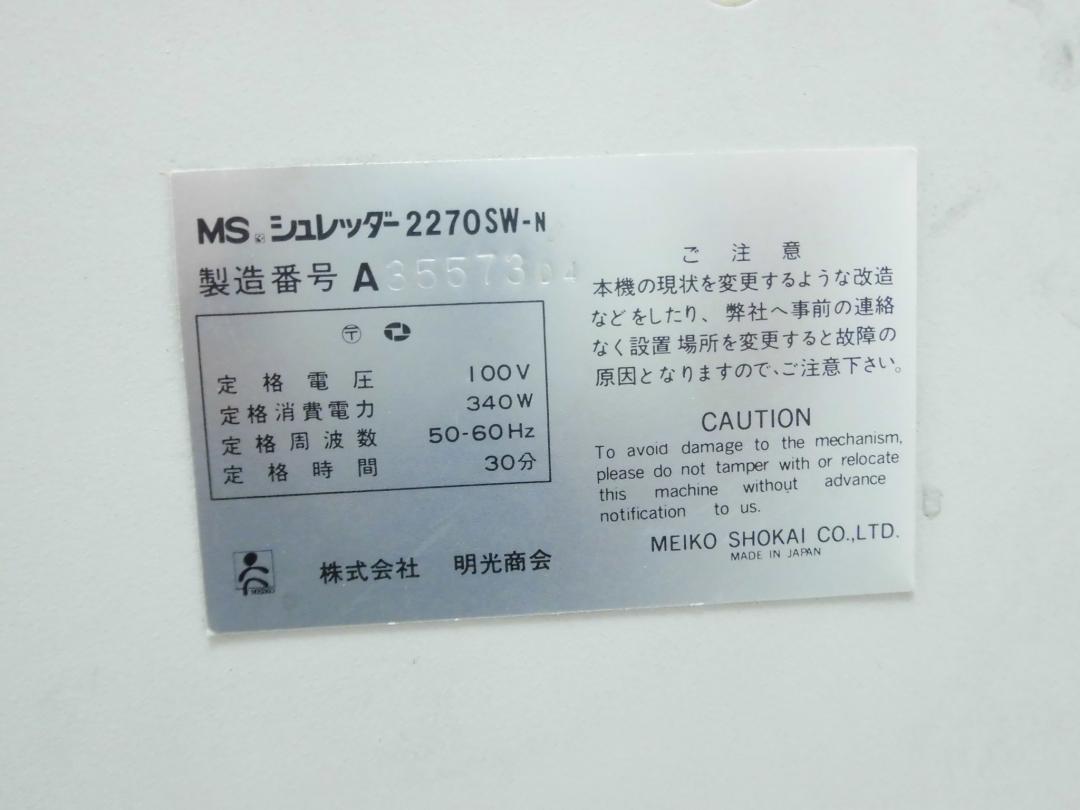 MS シュレッダー 2270SW-N
製造番号 A3557304
〒
定格電圧 100V
定格消費電力 340W
定格周波数 50-60Hz
定格時間 30分
株式会社 明光商会
ご注意
本機の現状を変更するような改造
などをしたり、弊社へ事前の連絡
なく設置場所を変更すると故障の
原因となりますので、ご注意下さい。
CAUTION
To avoid damage to the mechanism,
please do not tamper with or relocate
this machine without advance
notification to us.
MEIKO SHOKAI CO.,LTD.
MADE IN JAPAN